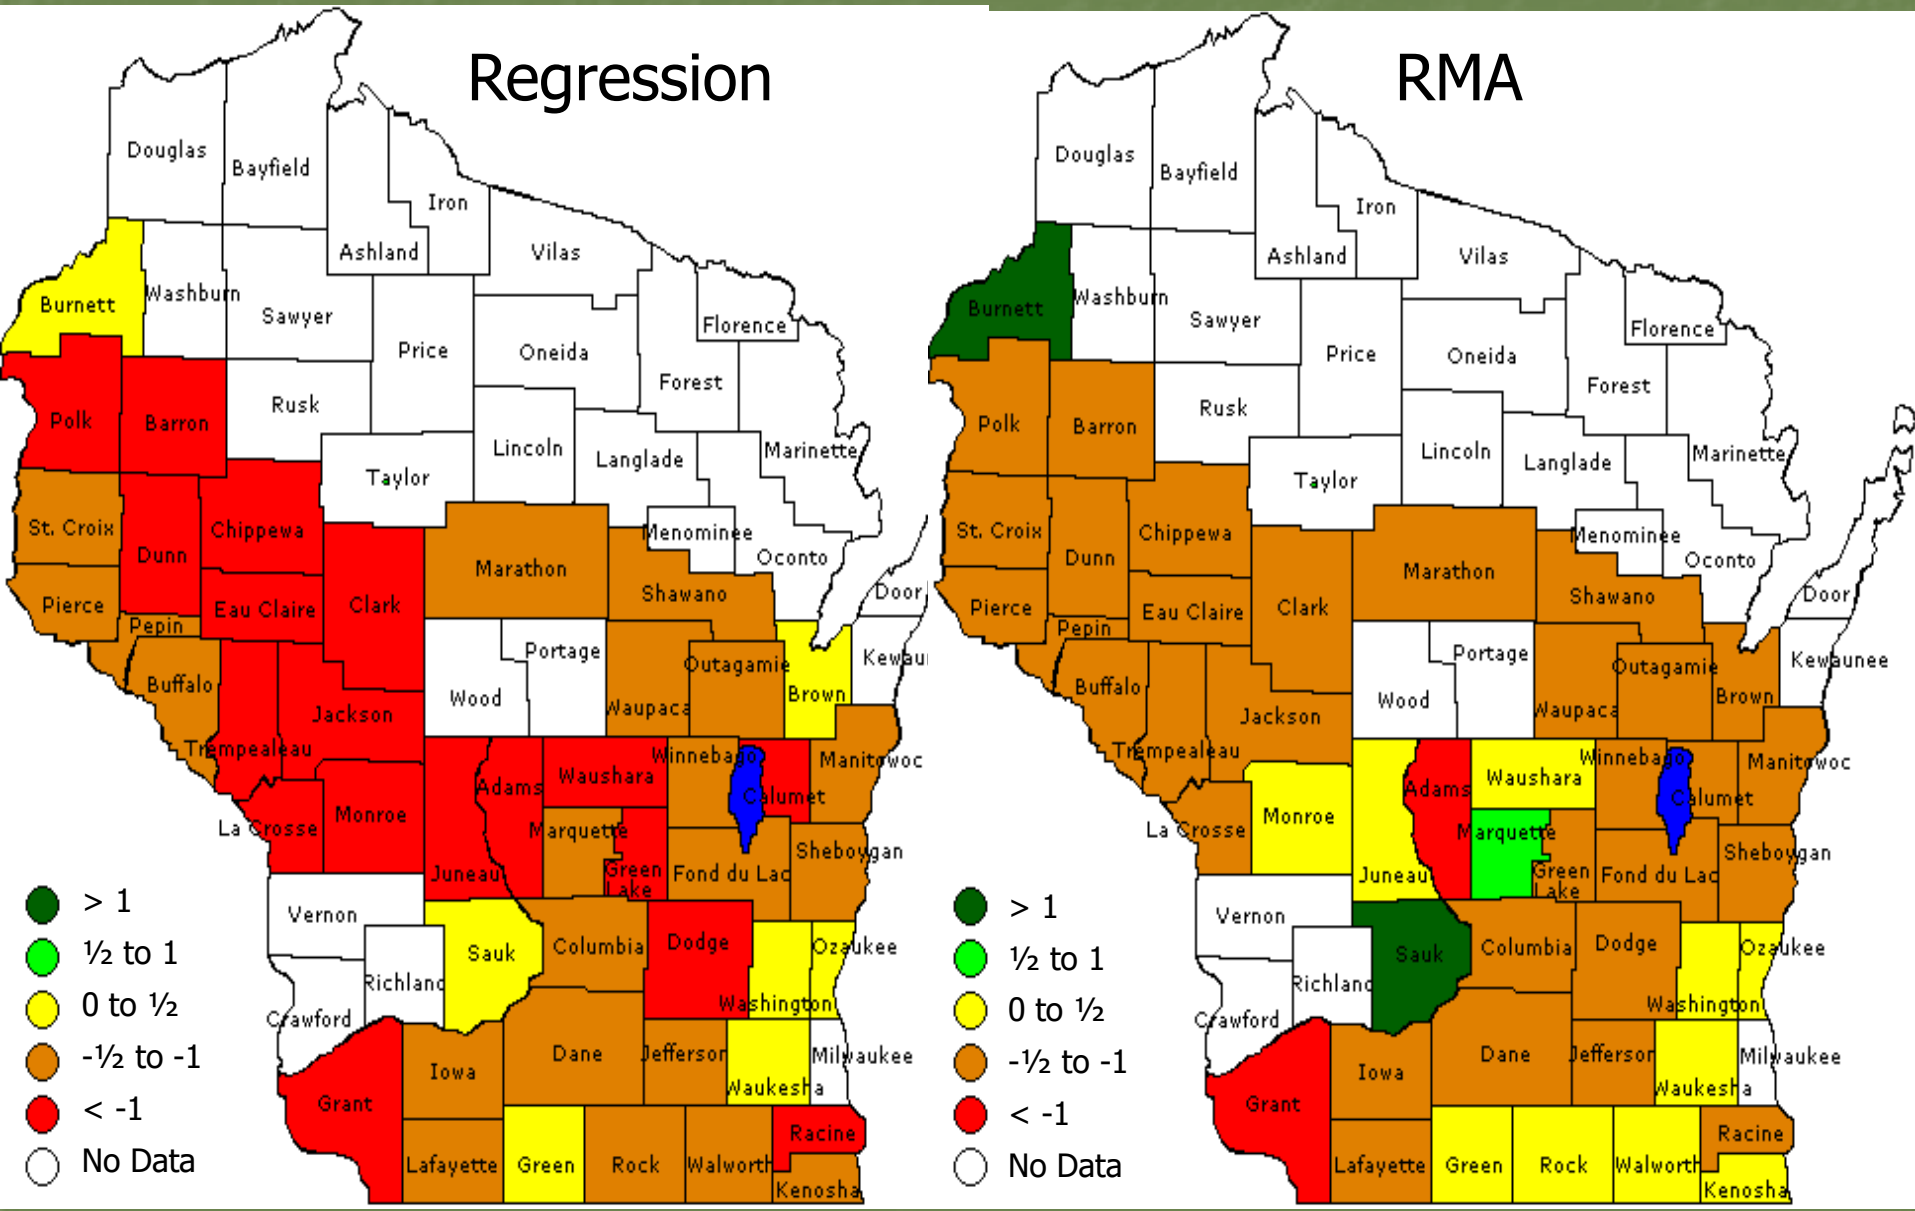 Regression
Douglas
Bayfield
Iron
Ashland
Vilas
Burnett
Washburn
Sawyer
Florence
Price
Oneida
Forest
Rusk
Polk
Barron
Lincoln
Langlade
Marinette
Taylor
St. Croix
Chippewa
Menominee
Dunn
Marathon
Oconto
Shawano
Door
Pierce
Eau Claire
Clark
Pepin
Portage
Outagamie
Kewau
Buffalo
Wood
Brown
Jackson
Waupaca
Trempealeau
Winnebago
Manitowoc
Waushara
Adams
Calumet
Monroe
La Crosse
Marquette
Sheboygan
Juneau
Green
Lake
Fond du Lac
Vernon
Sauk
Columbia
Dodge
Ozaukee
Richland
Washington
Crawford
Dane
Jefferson
Milwaukee
Iowa
Waukesha
Grant
Racine
Lafayette
Green
Rock
Walworth
Kenosha
> 1
½ to 1
0 to ½
-½ to -1
< -1
No Data
RMA
Douglas
Bayfield
Iron
Ashland
Vilas
Burnett
Washburn
Sawyer
Florence
Price
Oneida
Forest
Rusk
Polk
Barron
Lincoln
Langlade
Marinette
Taylor
St. Croix
Chippewa
Menominee
Dunn
Marathon
Oconto
Shawano
Door
Pierce
Eau Claire
Clark
Pepin
Portage
Outagamie
Kewaunee
Buffalo
Wood
Brown
Jackson
Waupaca
Trempealeau
Winnebago
Manitowoc
Waushara
Adams
Calumet
Monroe
La Crosse
Marquette
Sheboygan
Juneau
Green
Lake
Fond du Lac
Vernon
Sauk
Columbia
Dodge
Ozaukee
Richland
Washington
Crawford
Dane
Jefferson
Milwaukee
Iowa
Waukesha
Grant
Racine
Lafayette
Green
Rock
Walworth
Kenosha
> 1
½ to 1
0 to ½
-½ to -1
< -1
No Data